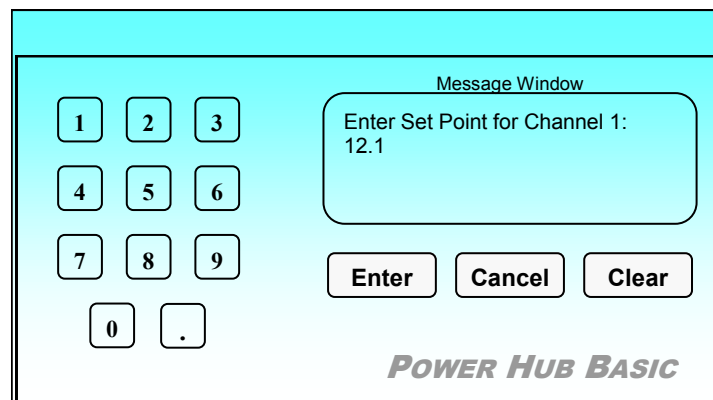 Message Window
Enter Set Point for Channel 1:
12.1
1 2 3
4 5 6
7 8 9
0 .
Enter Cancel Clear
POWER HUB BASIC